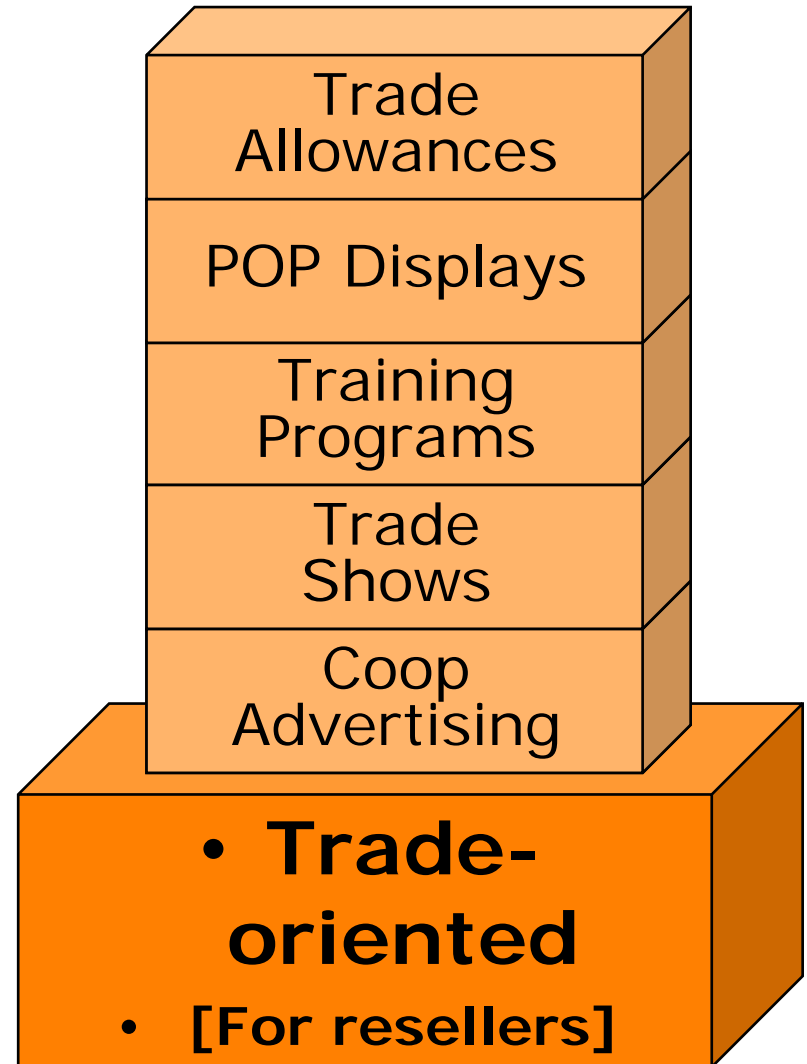 Trade
Allowances
POP Displays
Training
Programs
Trade
Shows
Coop
Advertising
• Trade-
oriented
• [For resellers]